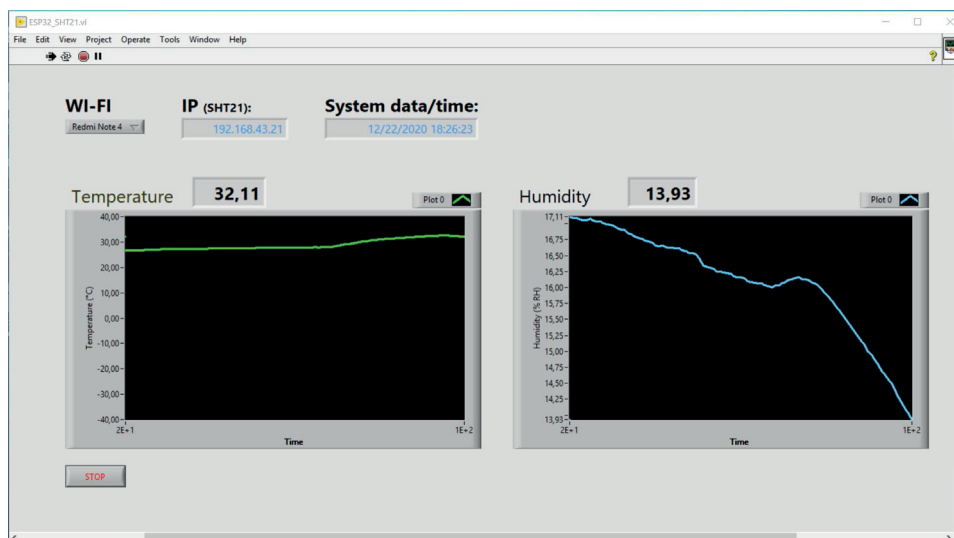 ESP32_SHT21.vi
File Edit View Project Operate Tools Window Help
WI-FI
Redmi Note 4
IP (SHT21):
192.168.43.21
System data/time:
12/22/2020 18:26:23
Temperature
32,11
Plot 0
40,00
30,00
20,00
10,00
0,00
-10,00
-20,00
-30,00
-40,00
Temperature (°C)
2E+1
1E+2
Time
Humidity
13,93
Plot 0
17,11
16,75
16,50
16,25
16,00
15,75
15,50
15,25
15,00
14,75
14,50
14,25
13,93
Humidity (% RH)
2E+1
1E+2
Time
STOP